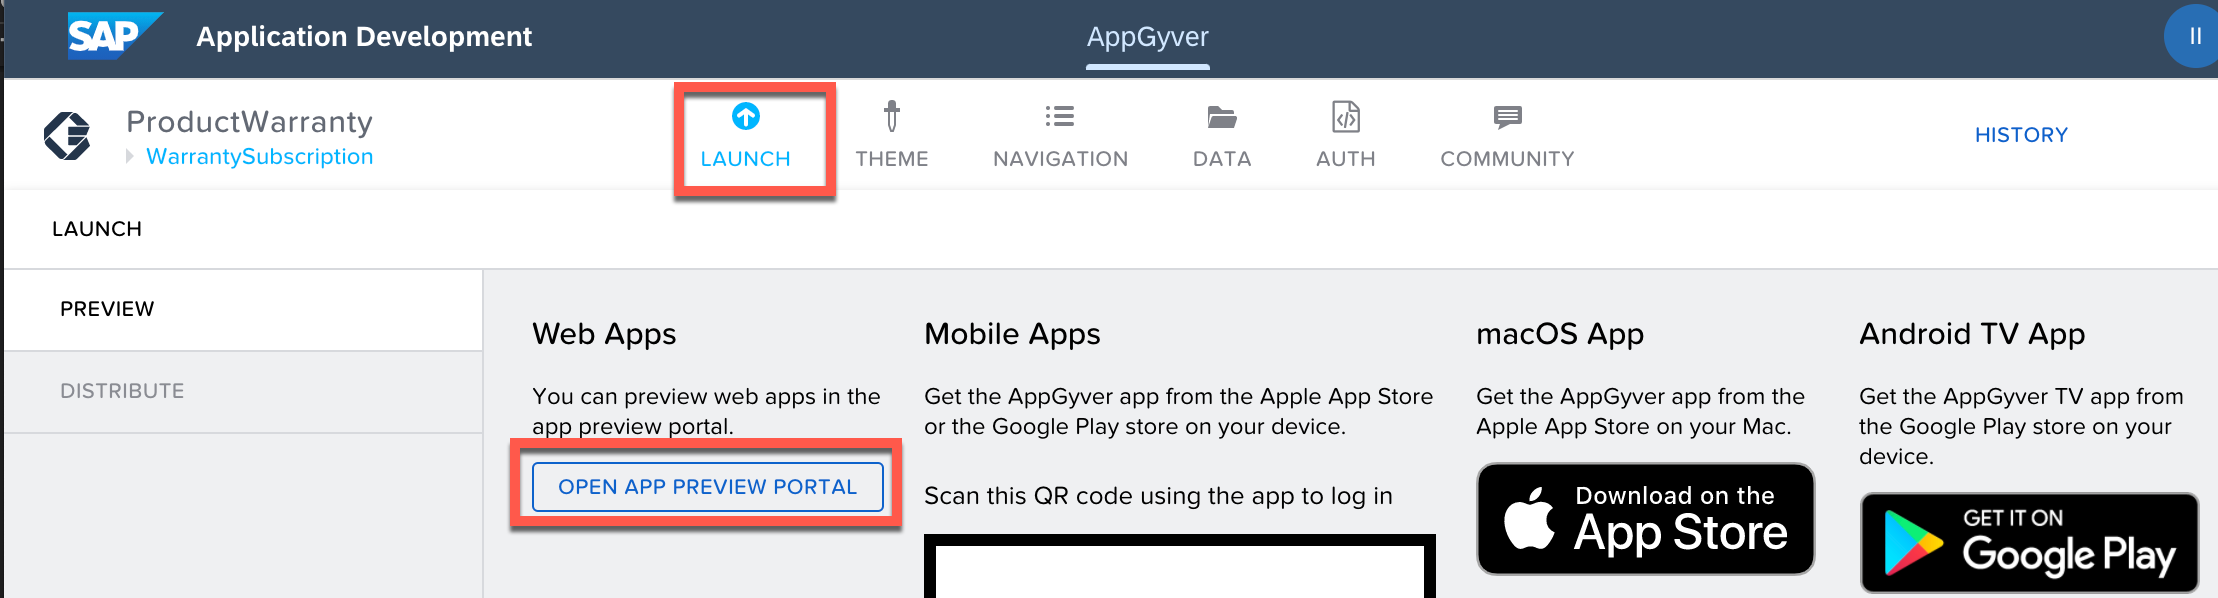 SAP
Application Development
AppGyver
II
ProductWarranty
WarrantySubscription
LAUNCH
THEME
NAVIGATION
DATA
AUTH
COMMUNITY
HISTORY
LAUNCH
PREVIEW
DISTRIBUTE
Web Apps
You can preview web apps in the
app preview portal.
OPEN APP PREVIEW PORTAL
Mobile Apps
Get the AppGyver app from the Apple App Store
or the Google Play store on your device.
Scan this QR code using the app to log in
macOS App
Get the AppGyver app from the
Apple App Store on your Mac.
Download on the
App Store
Android TV App
Get the AppGyver TV app from
the Google Play store on your
device.
GET IT ON
Google Play